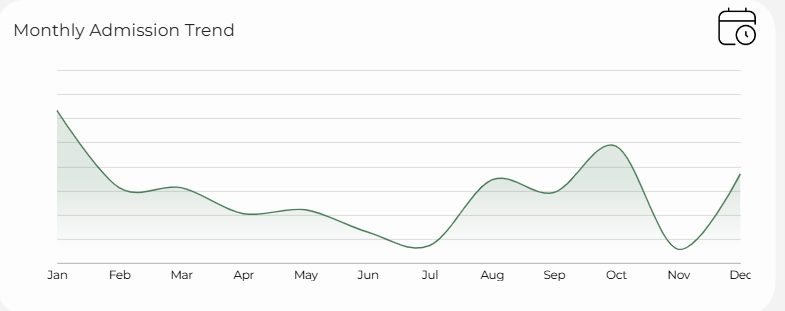 Monthly Admission Trend
Jan Feb Mar Apr May Jun Jul Aug Sep Oct Nov Dec